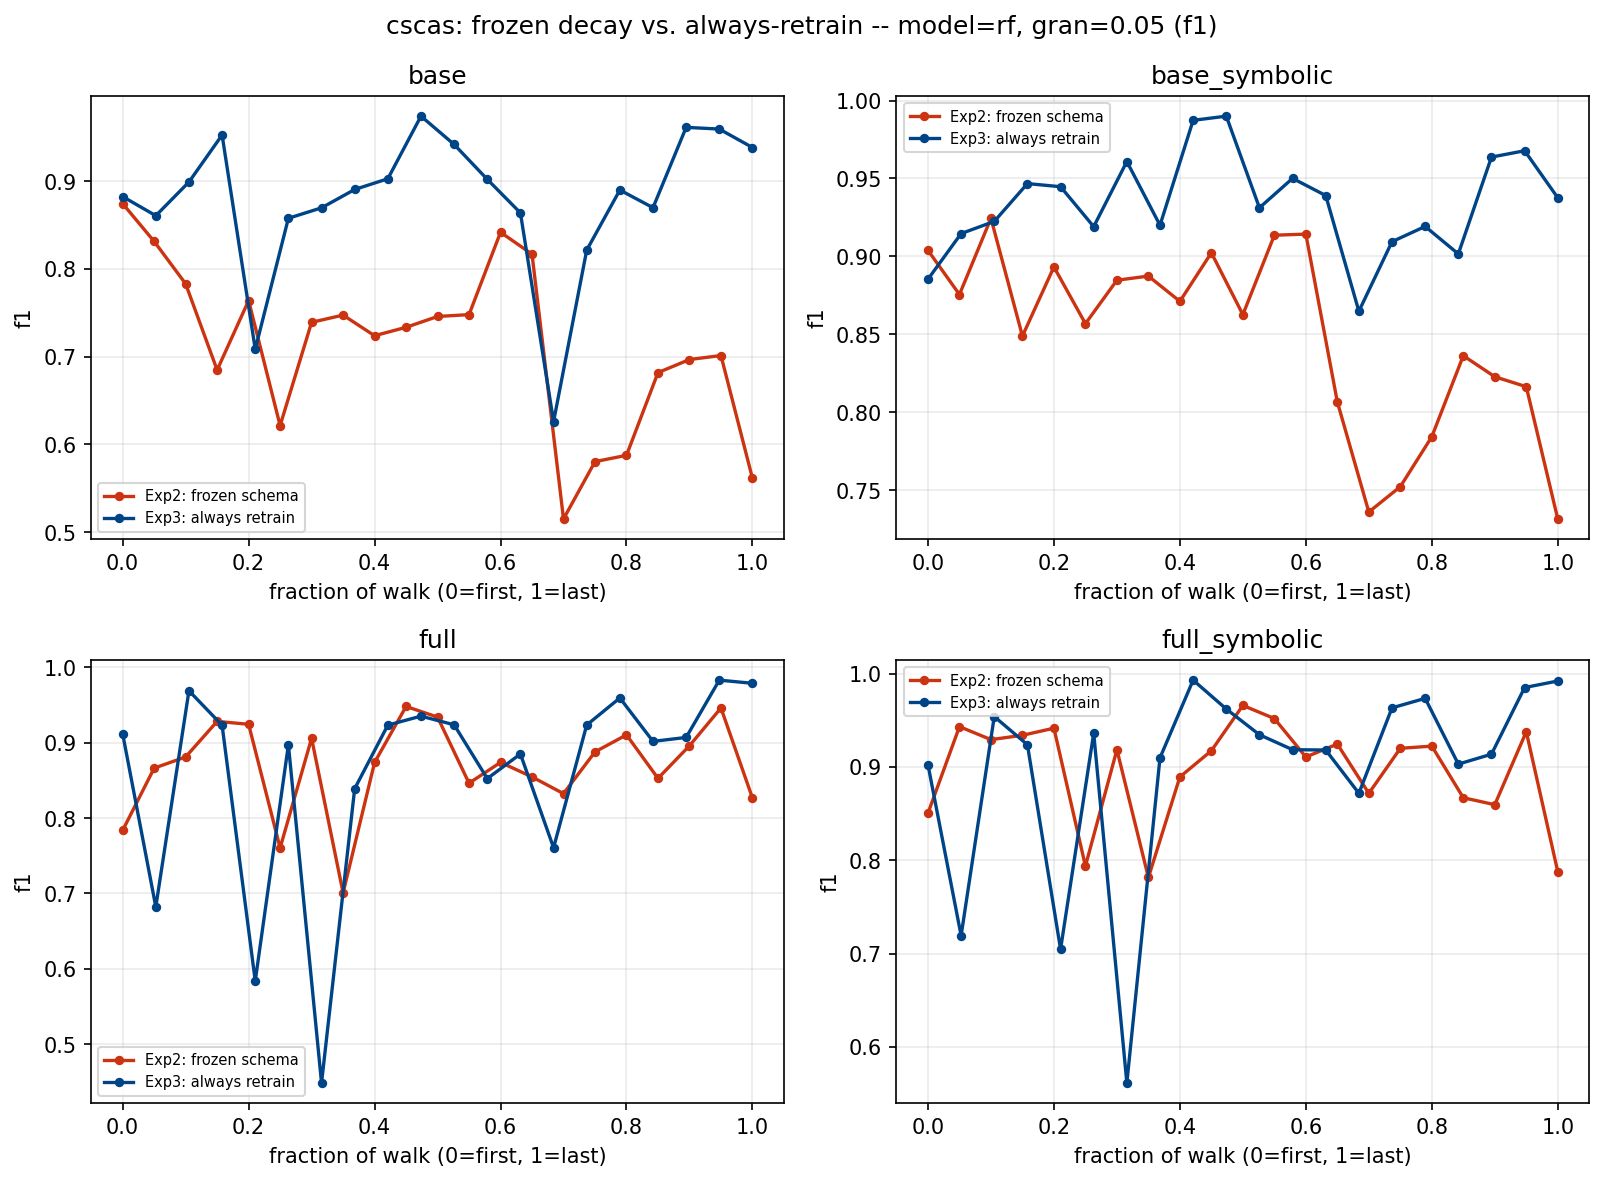 cscas: frozen decay vs. always-retrain -- model=rf, gran=0.05 (f1)
base
f1
0.9
0.8
0.7
0.6
0.5
Exp2: frozen schema
Exp3: always retrain
0.0 0.2 0.4 0.6 0.8 1.0
fraction of walk (0=first, 1=last)
base_symbolic
f1
1.00
0.95
0.90
0.85
0.80
0.75
Exp2: frozen schema
Exp3: always retrain
0.0 0.2 0.4 0.6 0.8 1.0
fraction of walk (0=first, 1=last)
full
f1
1.0
0.9
0.8
0.7
0.6
0.5
Exp2: frozen schema
Exp3: always retrain
0.0 0.2 0.4 0.6 0.8 1.0
fraction of walk (0=first, 1=last)
full_symbolic
f1
1.0
0.9
0.8
0.7
0.6
Exp2: frozen schema
Exp3: always retrain
0.0 0.2 0.4 0.6 0.8 1.0
fraction of walk (0=first, 1=last)